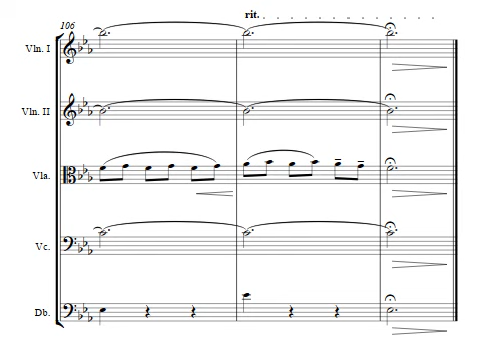 rit.
106
Vln. I
Vln. II
Vla.
Vc.
Db.